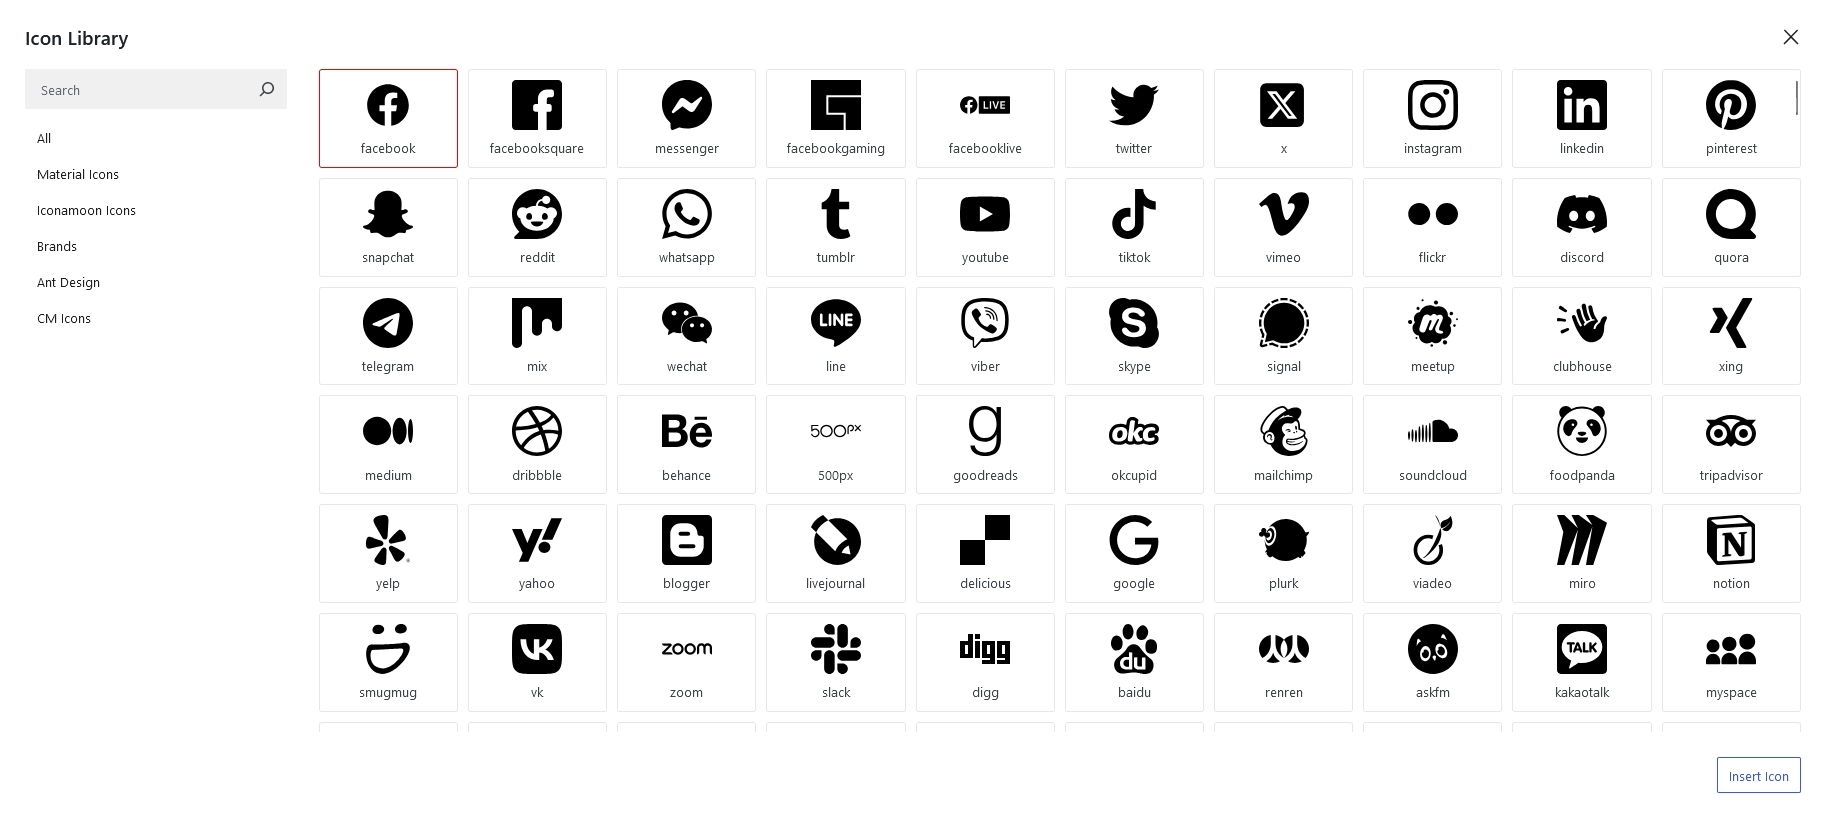 Icon Library
Search
All
Material Icons
Iconamoon Icons
Brands
Ant Design
CM Icons
LIVE
facebook facebooksquare messenger facebookgaming facebooklive twitter x instagram linkedin pinterest
snapchat reddit whatsapp tumblr youtube tiktok vimeo flickr discord quora
LINE
telegram mix wechat line viber skype signal meetup clubhouse xing
Bē 500px okc
medium dribbble behance 500px goodreads okcupid mailchimp soundcloud foodpanda tripadvisor
yelp yahoo blogger livejournal delicious google plurk viadeo miro notion
zoom digg du TALK
smugmug vk zoom slack digg baidu renren askfm kakaotalk myspace
Insert Icon